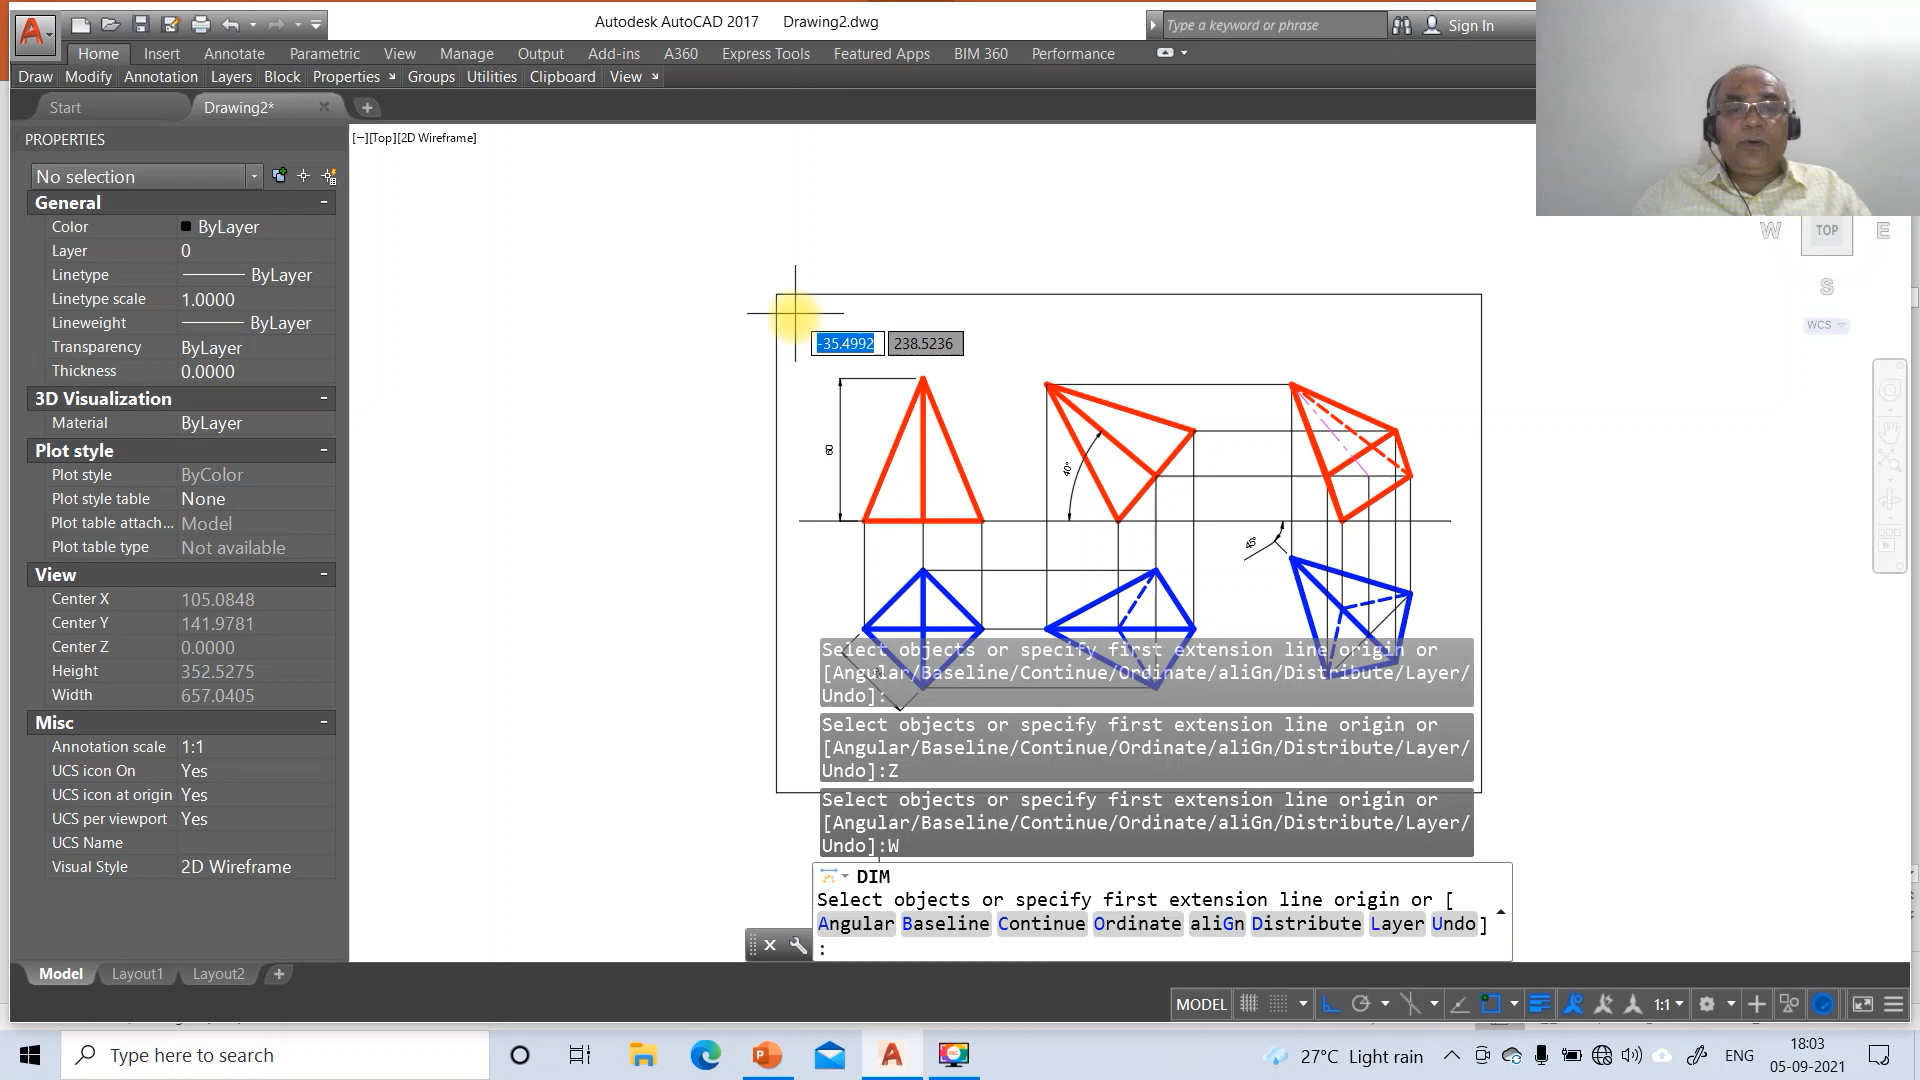 Autodesk AutoCAD 2017 Drawing2.dwg
Type a keyword or phrase
Sign In
Home Insert Annotate Parametric View Manage Output Add-ins A360 Express Tools Featured Apps BIM 360 Performance
Draw Modify Annotation Layers Block Properties Groups Utilities Clipboard View
Start Drawing2*
PROPERTIES
[−][Top][2D Wireframe]
No selection
General
Color ByLayer
Layer 0
Linetype ByLayer
Linetype scale 1.0000
Lineweight ByLayer
Transparency ByLayer
Thickness 0.0000
3D Visualization
Material ByLayer
Plot style
Plot style ByColor
Plot style table None
Plot table attach... Model
Plot table type Not available
View
Center X 105.0848
Center Y 141.9781
Center Z 0.0000
Height 352.5275
Width 657.0405
Misc
Annotation scale 1:1
UCS icon On Yes
UCS icon at origin Yes
UCS per viewport Yes
UCS Name
Visual Style 2D Wireframe
W TOP E
S
WCS
-35.4992 238.5236
60
40°
45°
Select objects or specify first extension line origin or
[Angular/Baseline/Continue/Ordinate/aliGn/Distribute/Layer/
Undo]:
Select objects or specify first extension line origin or
[Angular/Baseline/Continue/Ordinate/aliGn/Distribute/Layer/
Undo]:Z
Select objects or specify first extension line origin or
[Angular/Baseline/Continue/Ordinate/aliGn/Distribute/Layer/
Undo]:W
DIM
Select objects or specify first extension line origin or [
Angular Baseline Continue Ordinate aliGn Distribute Layer Undo]
:
Model Layout1 Layout2
MODEL 1:1
Type here to search
27°C Light rain
ENG
18:03
05-09-2021